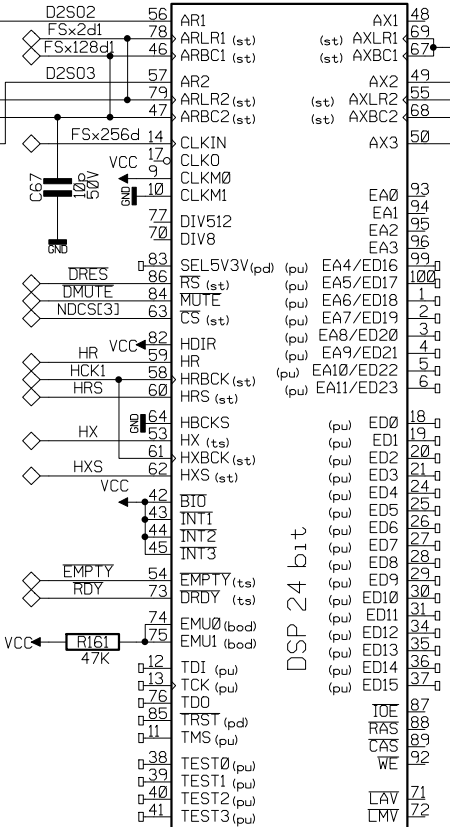 D2S02 56 AR1 AX1 48
FSx2d1 78 ARLR1 (st) (st) AXLR1 69
FSx128d1 46 ARBC1 (st) (st) AXBC1 67
D2S03 57 AR2 AX2 49
79 ARLR2 (st) (st) AXLR2 55
47 ARBC2 (st) (st) AXBC2 68
FSx256d 14 CLKIN AX3 50
VCC 17 CLKO
9 CLKM0
GND 10 CLKM1 EA0 93
C67 10p 50V
EA1 94
77 DIV512 EA2 95
70 DIV8 EA3 96
GND
83 SEL5V3V (pd) (pu) EA4/ED16 99
DRES 86 RS (st) (pu) EA5/ED17 100
DMUTE 84 MUTE (pu) EA6/ED18 1
NDCS[3] 63 CS (st) (pu) EA7/ED19 2
VCC 82 HDIR (pu) EA8/ED20 3
HR 59 HR (pu) EA9/ED21 4
HCK1 58 HRBCK (st) (pu) EA10/ED22 5
HRS 60 HRS (st) (pu) EA11/ED23 6
GND 64 HBCKS (pu) ED0 18
HX 53 HX (ts) (pu) ED1 19
61 HXBCK (st) (pu) ED2 20
HXS 62 HXS (st) (pu) ED3 21
VCC 42 BIO (pu) ED4 24
43 INT1 (pu) ED5 25
44 INT2 (pu) ED6 26
45 INT3 (pu) ED7 27
(pu) ED8 28
EMPTY 54 EMPTY (ts) (pu) ED9 29
RDY 73 DRDY (ts) (pu) ED10 30
74 EMU0 (bod) (pu) ED11 31
VCC R161 47K 75 EMU1 (bod) (pu) ED12 34
(pu) ED13 35
12 TDI (pu) (pu) ED14 36
13 TCK (pu) (pu) ED15 37
76 TDO IOE 87
85 TRST (pd) RAS 88
11 TMS (pu) CAS 89
38 TEST0 (pu) WE 92
39 TEST1 (pu)
40 TEST2 (pu) LAV 71
41 TEST3 (pu) LMV 72
DSP 24 bit